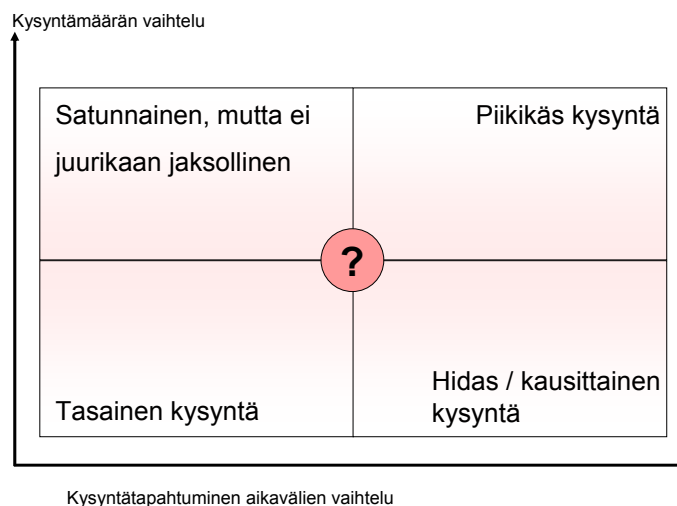 Kysyntämäärän vaihtelu
Satunnainen, mutta ei
juurikaan jaksollinen
Piikikäs kysyntä
?
Tasainen kysyntä
Hidas / kausittainen
kysyntä
Kysyntätapahtuminen aikavälien vaihtelu